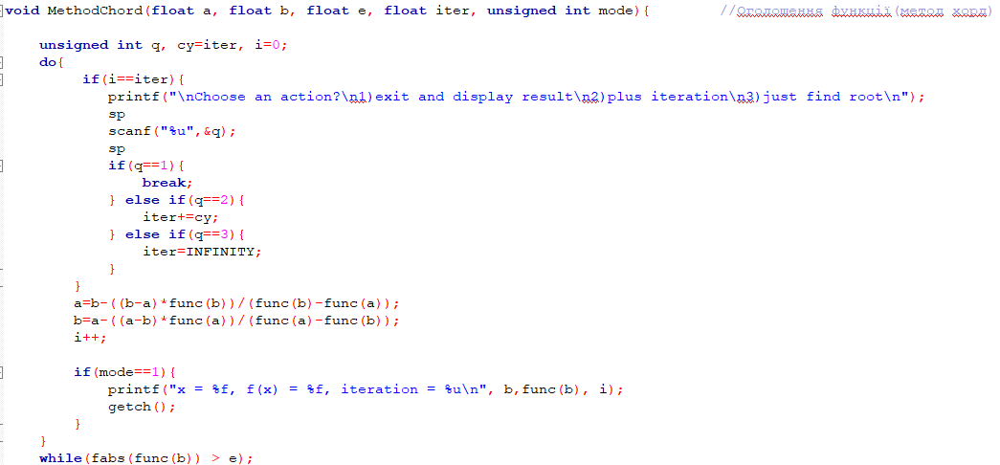 void MethodChord(float a, float b, float e, float iter, unsigned int mode){ //Оголошення функції(метод хорд)
unsigned int q, cy=iter, i=0;
do{
if(i==iter){
printf("\nChoose an action?\n1)exit and display result\n2)plus iteration\n3)just find root\n");
sp
scanf("%u",&q);
sp
if(q==1){
break;
} else if(q==2){
iter+=cy;
} else if(q==3){
iter=INFINITY;
}
}
a=b-((b-a)*func(b))/(func(b)-func(a));
b=a-((a-b)*func(a))/(func(a)-func(b));
i++;
if(mode==1){
printf("x = %f, f(x) = %f, iteration = %u\n", b,func(b), i);
getch();
}
}
while(fabs(func(b)) > e);